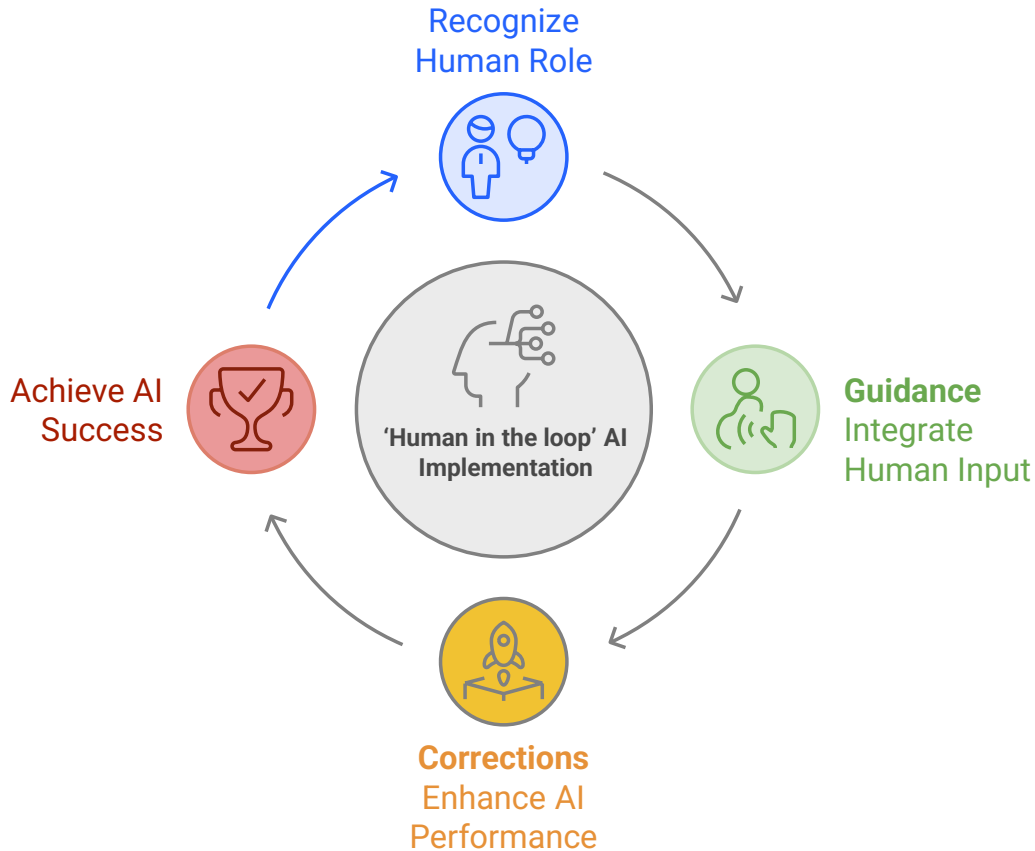 Recognize
Human Role
Guidance
Integrate
Human Input
Corrections
Enhance AI
Performance
Achieve AI
Success
‘Human in the loop’ AI
Implementation